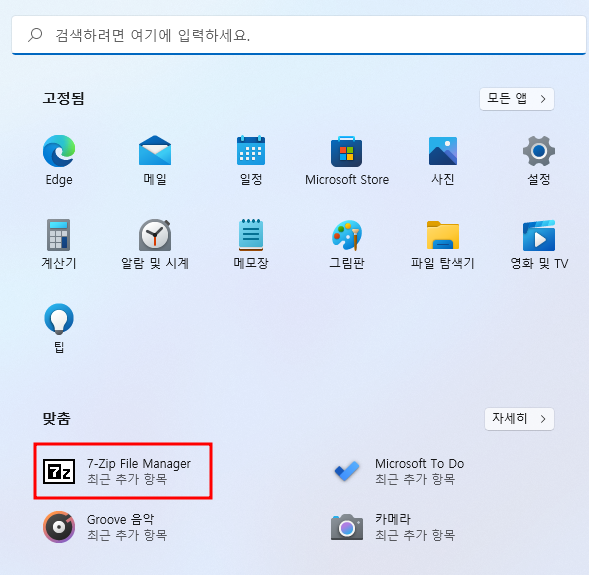 검색하려면 여기에 입력하세요.
고정됨
모든 앱
Edge
메일
일정
Microsoft Store
사진
설정
계산기
알람 및 시계
메모장
그림판
파일 탐색기
영화 및 TV
팁
맞춤
자세히
7z
7-Zip File Manager
최근 추가 항목
Microsoft To Do
최근 추가 항목
Groove 음악
최근 추가 항목
카메라
최근 추가 항목